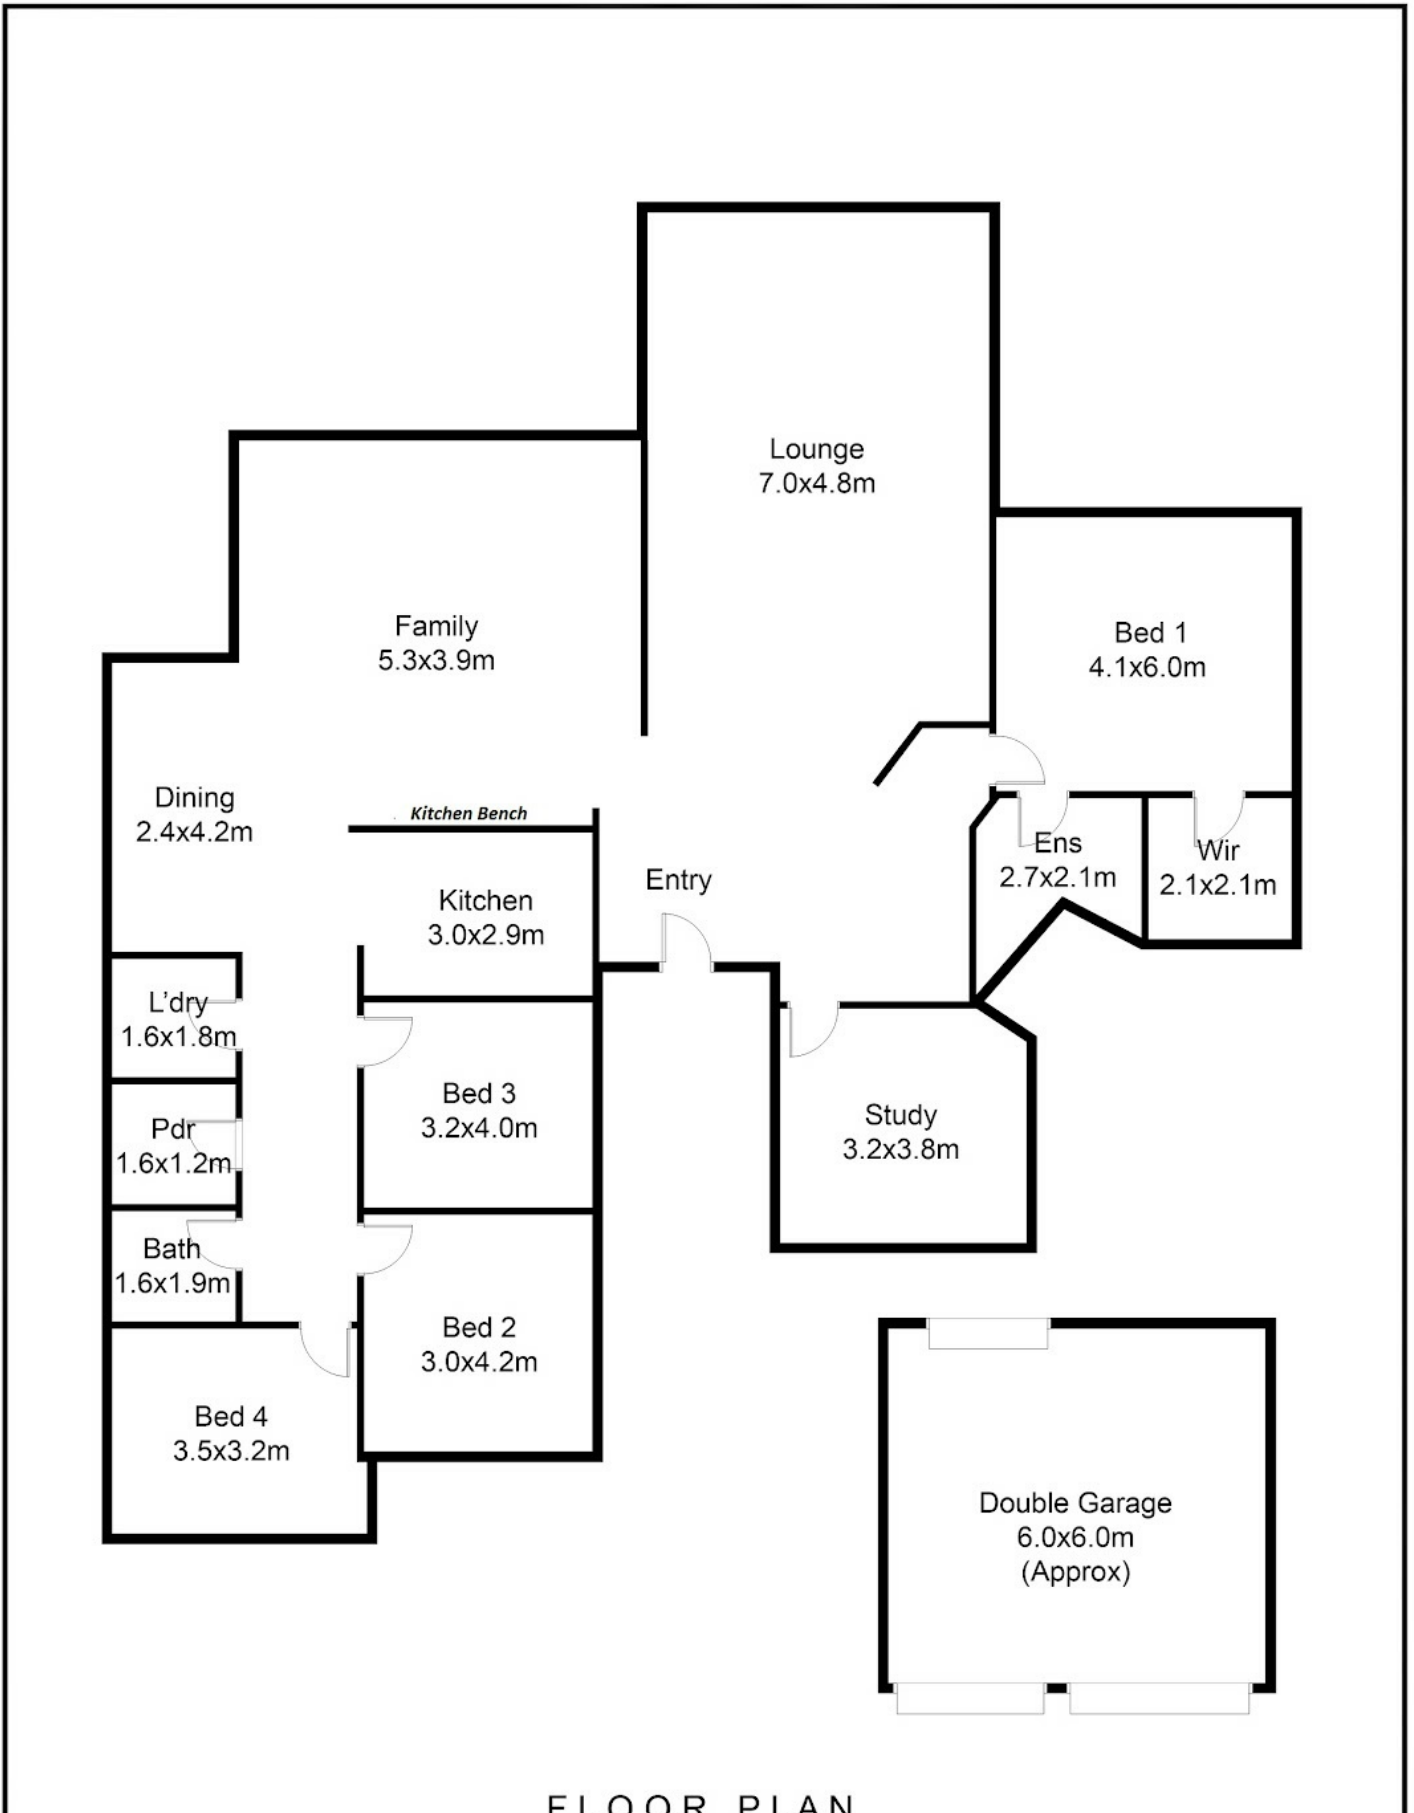 Lounge
7.0x4.8m
Family
5.3x3.9m
Bed 1
4.1x6.0m
Dining
2.4x4.2m
Kitchen Bench
Kitchen
3.0x2.9m
Entry
Ens
2.7x2.1m
Wir
2.1x2.1m
L'dry
1.6x1.8m
Bed 3
3.2x4.0m
Study
3.2x3.8m
Pdr
1.6x1.2m
Bath
1.6x1.9m
Bed 2
3.0x4.2m
Bed 4
3.5x3.2m
Double Garage
6.0x6.0m
(Approx)
FLOOR PLAN